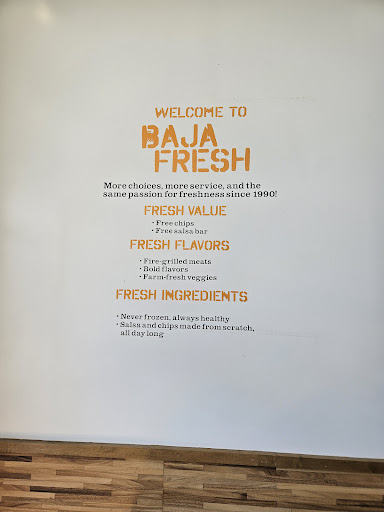 WELCOME TO
BAJA
FRESH
More choices, more service, and the
same passion for freshness since 1990!
FRESH VALUE
• Free chips
• Free salsa bar
FRESH FLAVORS
• Fire-grilled meats
• Bold flavors
• Farm-fresh veggies
FRESH INGREDIENTS
• Never frozen, always healthy
• Salsa and chips made from scratch,
all day long